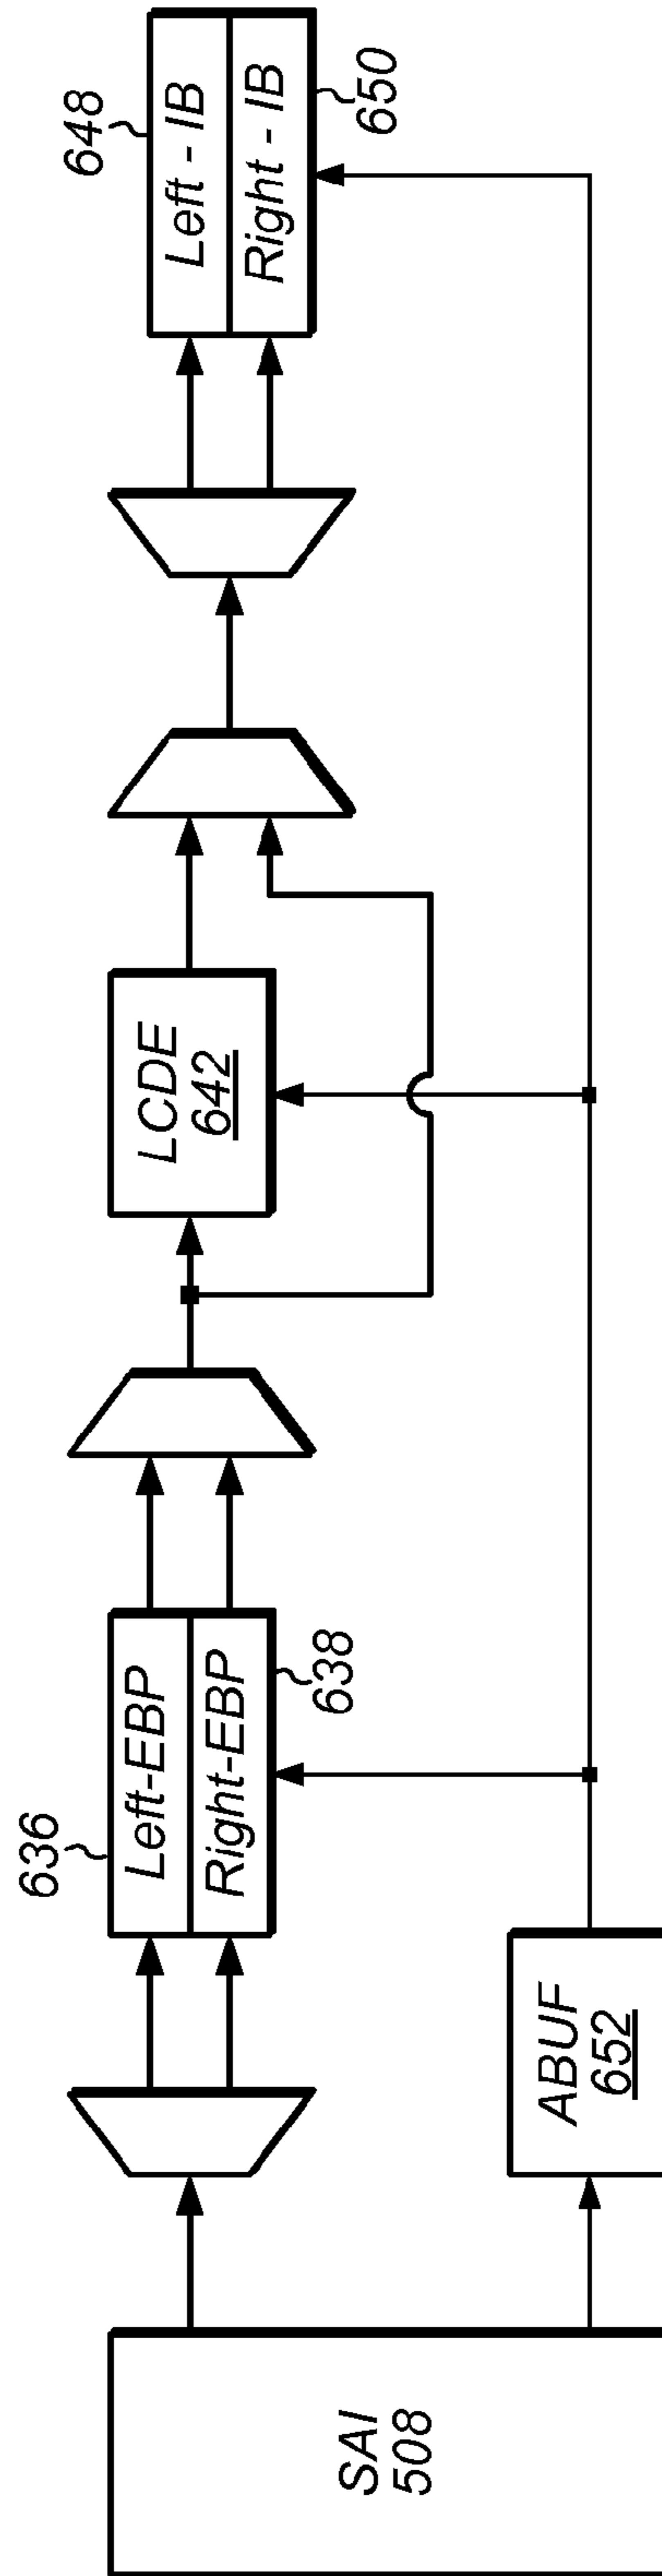 SAI
508
ABUF
652
636
Left-EBP
Right-EBP
638
LCDE
642
648
Left - IB
Right - IB
650